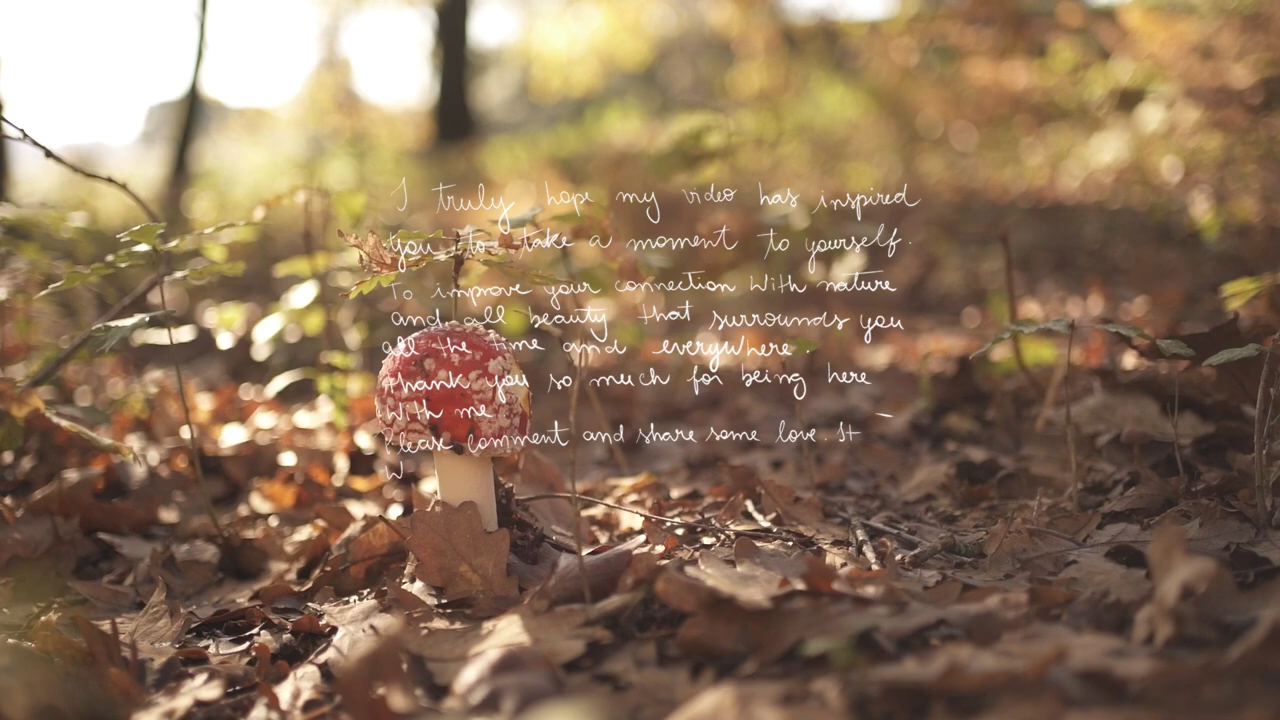 I truly hope my video has inspired
you to take a moment to yourself.
To improve your connection With nature
and all beauty that surrounds you
all the time and everyWhere.
Thank you so much for being here
With me
Please comment and share some love. It
W